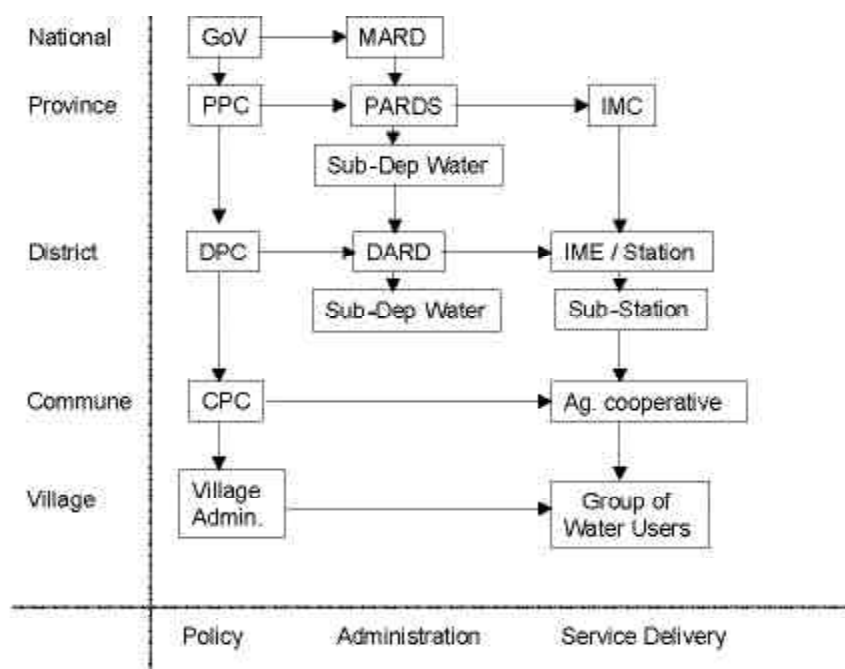 National GoV MARD
Province PPC PARDS IMC
Sub-Dep Water
District DPC DARD IME / Station
Sub-Dep Water Sub-Station
Commune CPC Ag. cooperative
Village Village Admin. Group of Water Users
Policy Administration Service Delivery